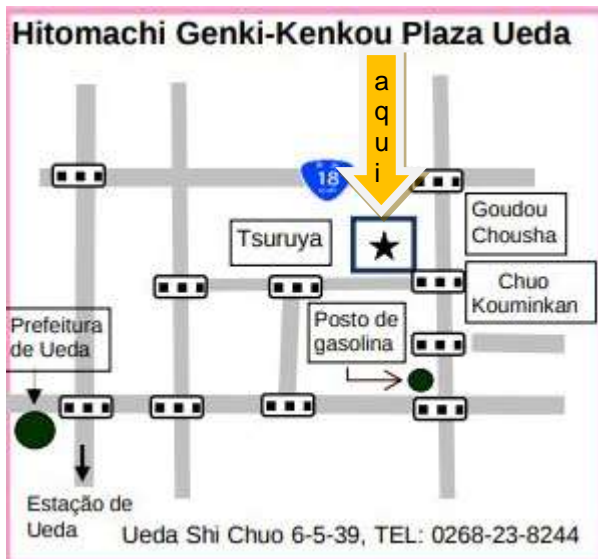 Hitomachi Genki-Kenkou Plaza Ueda
a
q
u
i
18
Goudou
Chousha
Tsuruya
Chuo
Kouminkan
Prefeitura
de Ueda
Posto de
gasolina
Estação de
Ueda
Ueda Shi Chuo 6-5-39, TEL: 0268-23-8244